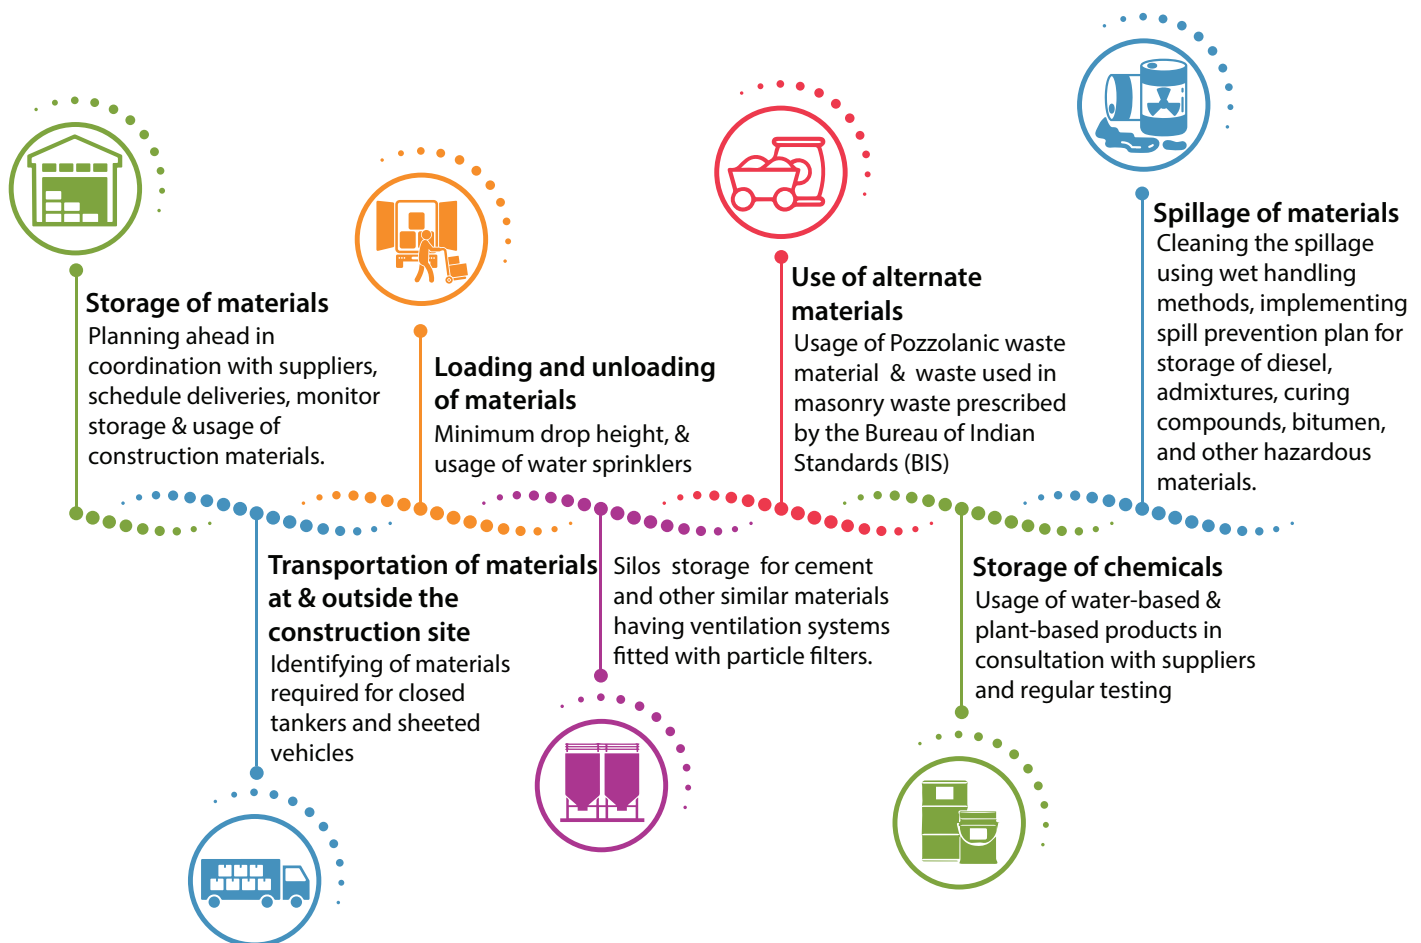 Storage of materials
Planning ahead in
coordination with suppliers,
schedule deliveries, monitor
storage & usage of
construction materials.
Transportation of materials
at & outside the
construction site
Identifying of materials
required for closed
tankers and sheeted
vehicles
Loading and unloading
of materials
Minimum drop height, &
usage of water sprinklers
Silos storage for cement
and other similar materials
having ventilation systems
fitted with particle filters.
Use of alternate
materials
Usage of Pozzolanic waste
material & waste used in
masonry waste prescribed
by the Bureau of Indian
Standards (BIS)
Storage of chemicals
Usage of water-based &
plant-based products in
consultation with suppliers
and regular testing
Spillage of materials
Cleaning the spillage
using wet handling
methods, implementing
spill prevention plan for
storage of diesel,
admixtures, curing
compounds, bitumen,
and other hazardous
materials.